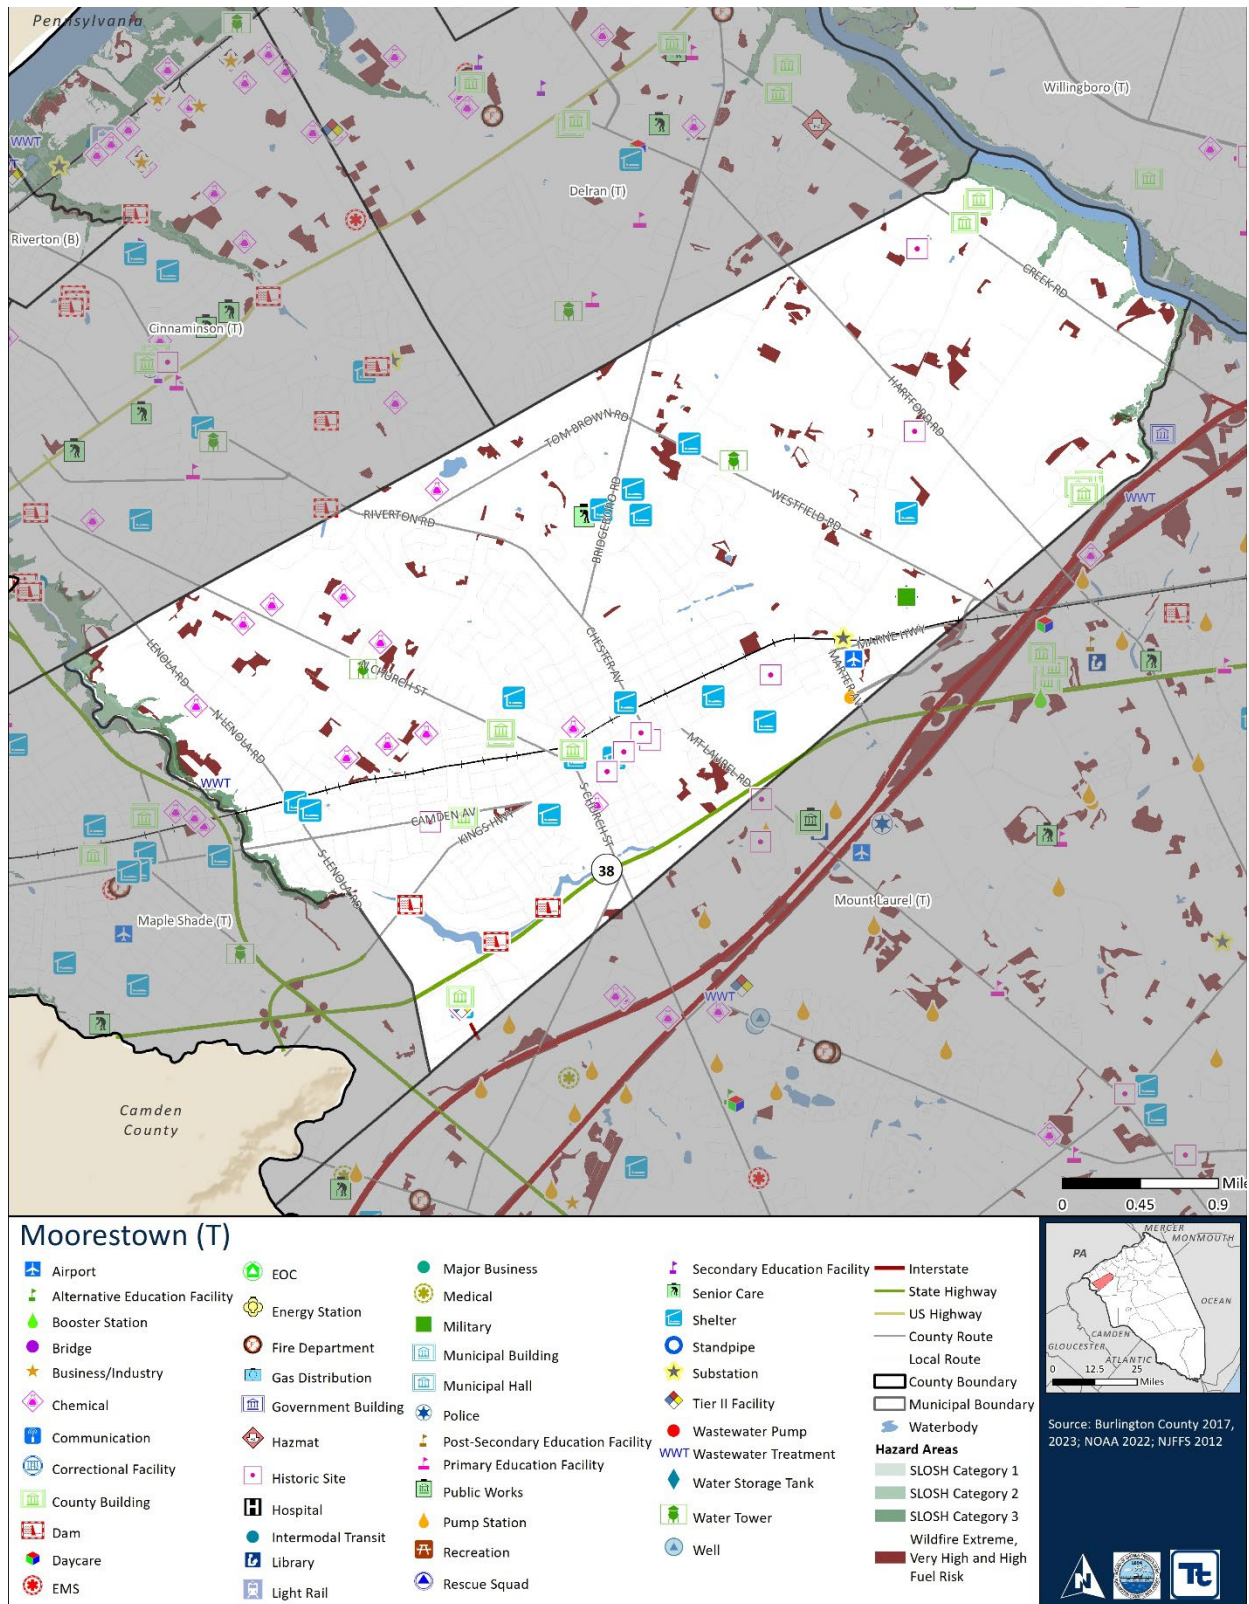 Pennsylvania
Willingboro (T)
WWT
Delran (T)
Riverton (B)
CREEK RD
Cinnaminson (T)
HARTFORD RD
TOM BROWN RD
BRIDGEBORO RD
WESTFIELD RD
WWT
RIVERTON RD
CHESTER AV
MARNE HWY
LENOLA RD
CHURCH ST
MARTER AV
N LENOLA RD
MT LAUREL RD
WWT
S CHURCH ST
CAMDEN AV
KINGS HWY
S LENOLA RD
38
Maple Shade (T)
Mount Laurel (T)
WWT
Camden
County
Mile
0 0.45 0.9
Moorestown (T)
Airport
Alternative Education Facility
Booster Station
Bridge
Business/Industry
Chemical
Communication
Correctional Facility
County Building
Dam
Daycare
EMS
EOC
Energy Station
Fire Department
Gas Distribution
Government Building
Hazmat
Historic Site
Hospital
Intermodal Transit
Library
Light Rail
Major Business
Medical
Military
Municipal Building
Municipal Hall
Police
Post-Secondary Education Facility
Primary Education Facility
Public Works
Pump Station
Recreation
Rescue Squad
Secondary Education Facility
Senior Care
Shelter
Standpipe
Substation
Tier II Facility
Wastewater Pump
WWT Wastewater Treatment
Water Storage Tank
Water Tower
Well
Interstate
State Highway
US Highway
County Route
Local Route
County Boundary
Municipal Boundary
Waterbody
Hazard Areas
SLOSH Category 1
SLOSH Category 2
SLOSH Category 3
Wildfire Extreme,
Very High and High
Fuel Risk
MERCER
MONMOUTH
PA
OCEAN
CAMDEN
GLOUCESTER
ATLANTIC
0 12.5 25
Miles
Source: Burlington County 2017,
2023; NOAA 2022; NJFFS 2012
N
Tt